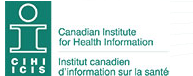 Canadian Institute
for Health Information
CIHI
ICIS
Institut canadien
d'information sur la santé